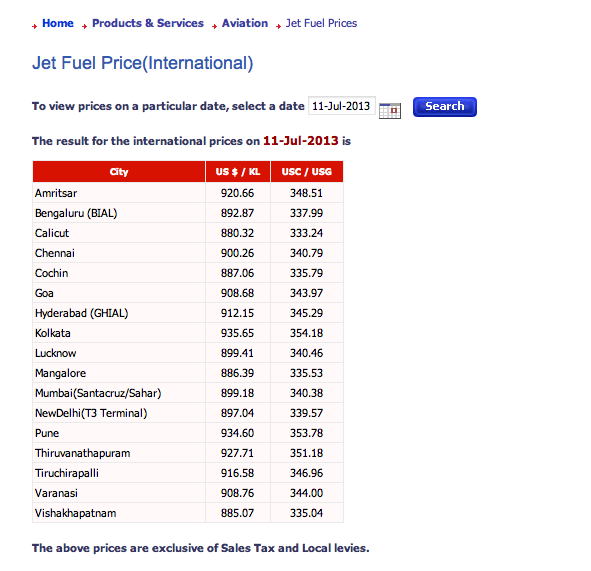 Home Products & Services Aviation Jet Fuel Prices
Jet Fuel Price(International)
To view prices on a particular date, select a date 11-Jul-2013 Search
The result for the international prices on 11-Jul-2013 is
City US $ / KL USC / USG
Amritsar 920.66 348.51
Bengaluru (BIAL) 892.87 337.99
Calicut 880.32 333.24
Chennai 900.26 340.79
Cochin 887.06 335.79
Goa 908.68 343.97
Hyderabad (GHIAL) 912.15 345.29
Kolkata 935.65 354.18
Lucknow 899.41 340.46
Mangalore 886.39 335.53
Mumbai(Santacruz/Sahar) 899.18 340.38
NewDelhi(T3 Terminal) 897.04 339.57
Pune 934.60 353.78
Thiruvanathapuram 927.71 351.18
Tiruchirapalli 916.58 346.96
Varanasi 908.76 344.00
Vishakhapatnam 885.07 335.04
The above prices are exclusive of Sales Tax and Local levies.